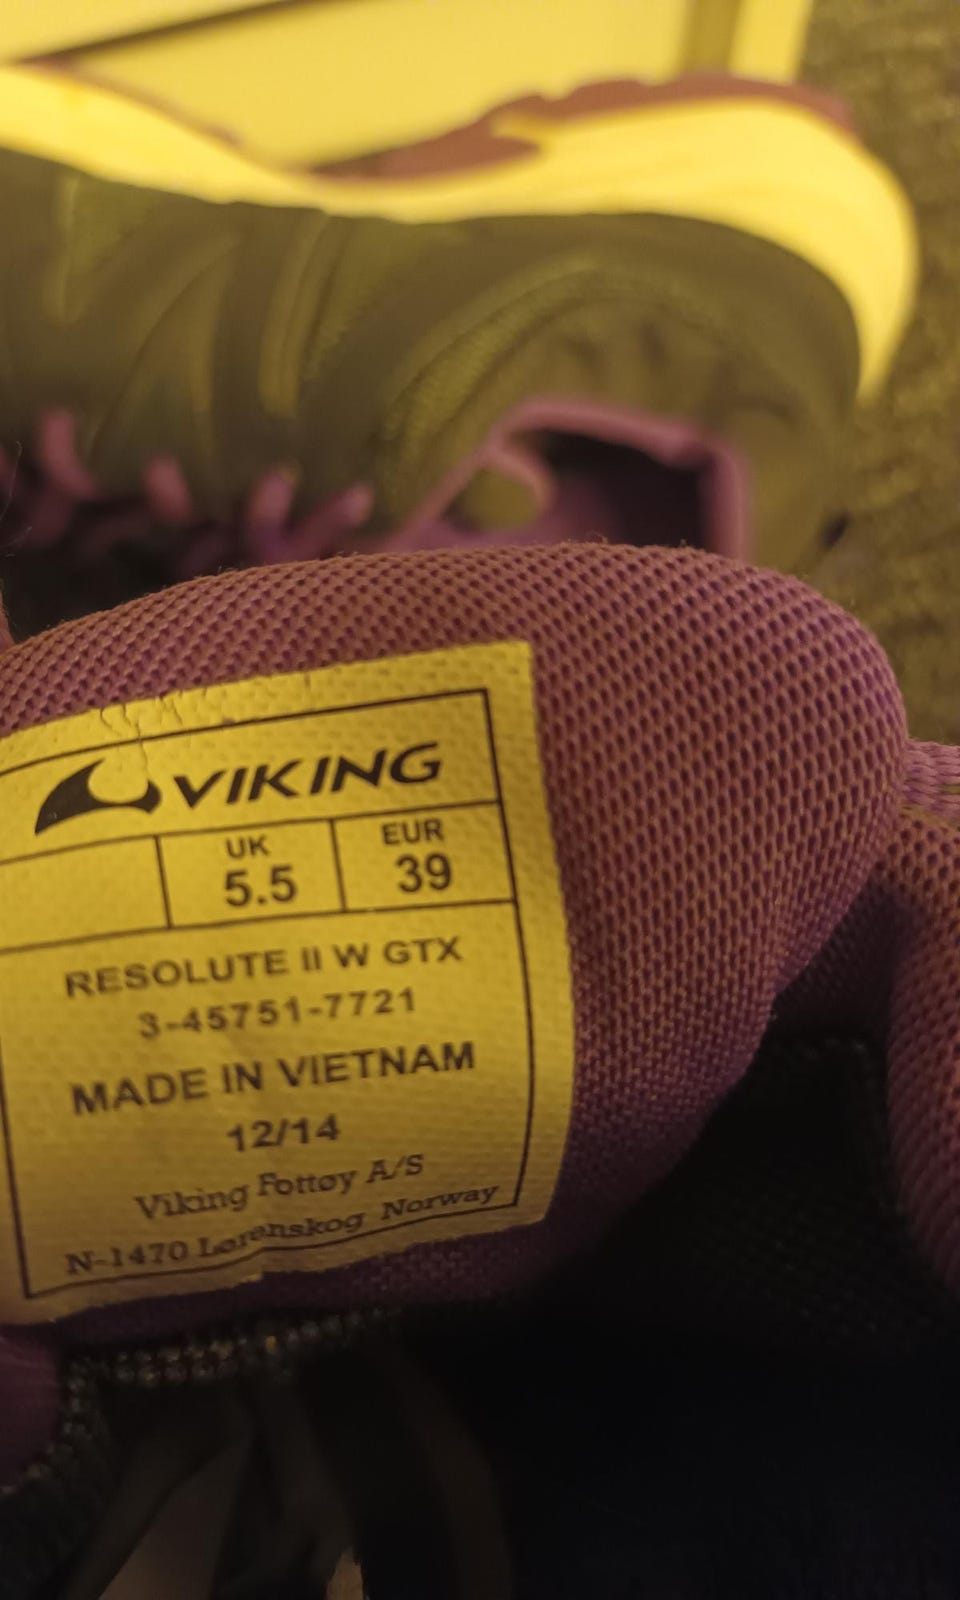 VIKING
UK EUR
5.5 39
RESOLUTE II W GTX
3-45751-7721
MADE IN VIETNAM
12/14
Viking Fottøy A/S
N-1470 Lørenskog Norway